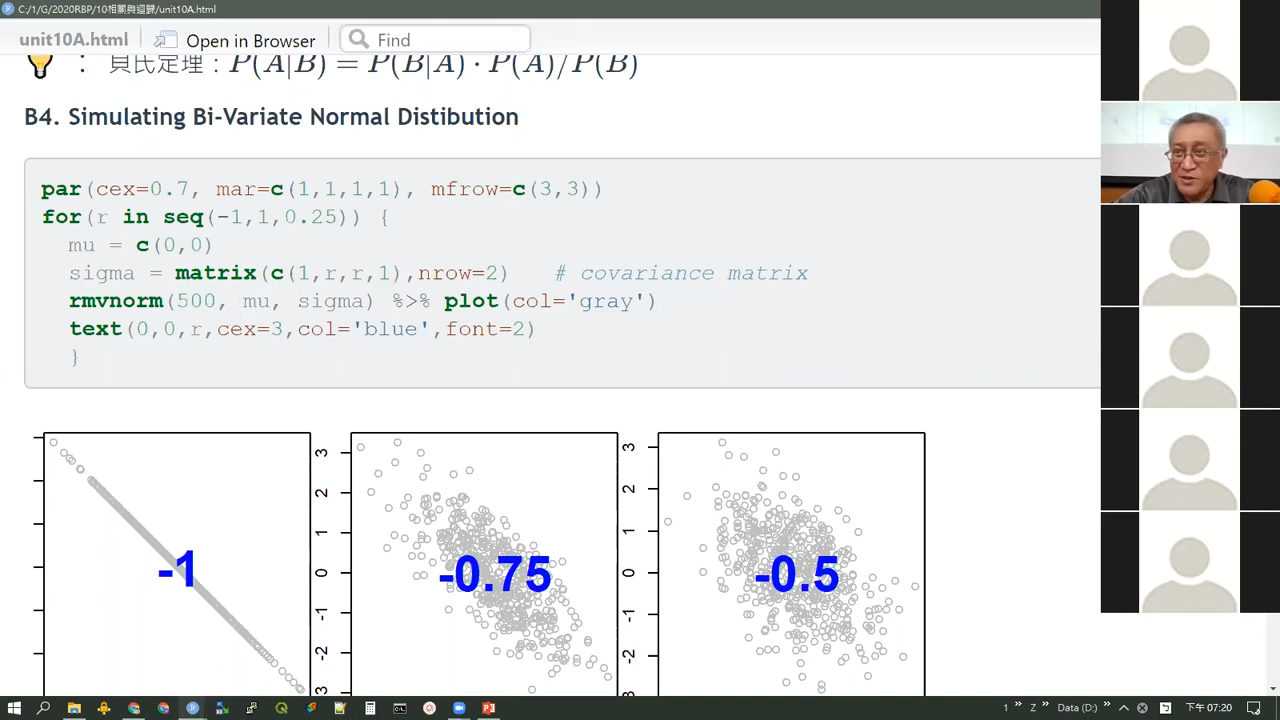 C:/1/G/2020RBP/10相關與迴歸/unit10A.html
unit10A.html Open in Browser Find
: 貝氏定理 : P(A|B) = P(B|A) · P(A)/P(B)
B4. Simulating Bi-Variate Normal Distibution
par(cex=0.7, mar=c(1,1,1,1), mfrow=c(3,3))
for(r in seq(-1,1,0.25)) {
mu = c(0,0)
sigma = matrix(c(1,r,r,1),nrow=2) # covariance matrix
rmvnorm(500, mu, sigma) %>% plot(col='gray')
text(0,0,r,cex=3,col='blue',font=2)
}
-1
3
2
1
0
-1
-2
3
-0.75
3
2
1
0
-1
-2
3
-0.5
1 » Z » Data (D:) » 下午 07:20